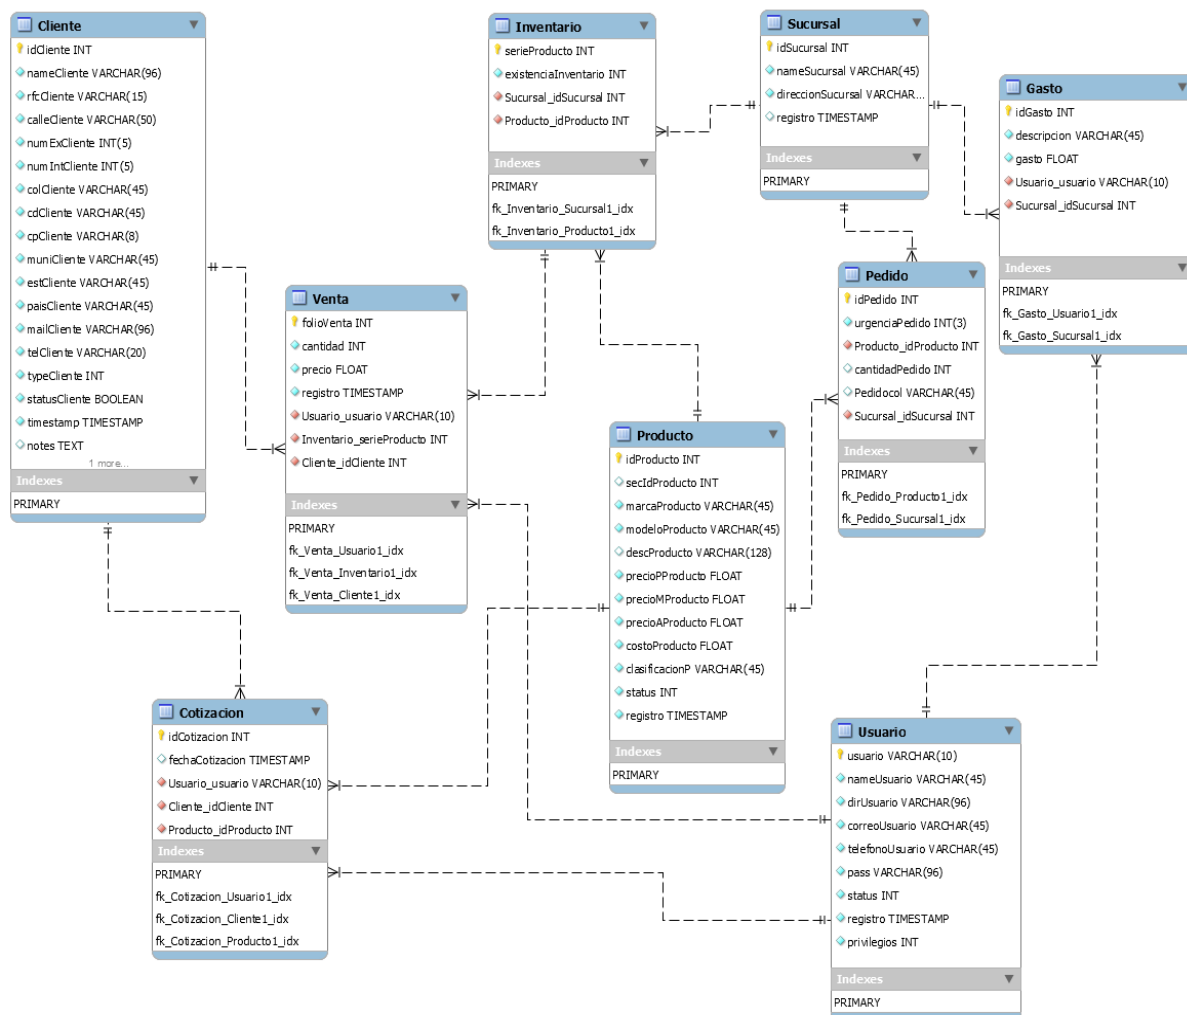 Cliente
idCliente INT
nameCliente VARCHAR(96)
rfcCliente VARCHAR(15)
calleCliente VARCHAR(50)
numExCliente INT(5)
numIntCliente INT(5)
colCliente VARCHAR(45)
cdCliente VARCHAR(45)
cpCliente VARCHAR(8)
muniCliente VARCHAR(45)
estCliente VARCHAR(45)
paisCliente VARCHAR(45)
mailCliente VARCHAR(96)
telCliente VARCHAR(20)
typeCliente INT
statusCliente BOOLEAN
timestamp TIMESTAMP
notes TEXT
1 more...
Indexes
PRIMARY
Inventario
serieProducto INT
existenciaInventario INT
Sucursal_idSucursal INT
Producto_idProducto INT
Indexes
PRIMARY
fk_Inventario_Sucursal1_idx
fk_Inventario_Producto1_idx
Sucursal
idSucursal INT
nameSucursal VARCHAR(45)
direccionSucursal VARCHAR...
registro TIMESTAMP
Indexes
PRIMARY
Gasto
idGasto INT
descripcion VARCHAR(45)
gasto FLOAT
Usuario_usuario VARCHAR(10)
Sucursal_idSucursal INT
Indexes
PRIMARY
fk_Gasto_Usuario1_idx
fk_Gasto_Sucursal1_idx
Venta
folioVenta INT
cantidad INT
precio FLOAT
registro TIMESTAMP
Usuario_usuario VARCHAR(10)
Inventario_serieProducto INT
Cliente_idCliente INT
Indexes
PRIMARY
fk_Venta_Usuario1_idx
fk_Venta_Inventario1_idx
fk_Venta_Cliente1_idx
Pedido
idPedido INT
urgenciaPedido INT(3)
Producto_idProducto INT
cantidadPedido INT
Pedidocol VARCHAR(45)
Sucursal_idSucursal INT
Indexes
PRIMARY
fk_Pedido_Producto1_idx
fk_Pedido_Sucursal1_idx
Producto
idProducto INT
secIdProducto INT
marcaProducto VARCHAR(45)
modeloProducto VARCHAR(45)
descProducto VARCHAR(128)
precioPProducto FLOAT
precioMProducto FLOAT
precioAProducto FLOAT
costoProducto FLOAT
clasificacionP VARCHAR(45)
status INT
registro TIMESTAMP
Indexes
PRIMARY
Cotizacion
idCotizacion INT
fechaCotizacion TIMESTAMP
Usuario_usuario VARCHAR(10)
Cliente_idCliente INT
Producto_idProducto INT
Indexes
PRIMARY
fk_Cotizacion_Usuario1_idx
fk_Cotizacion_Cliente1_idx
fk_Cotizacion_Producto1_idx
Usuario
usuario VARCHAR(10)
nameUsuario VARCHAR(45)
dirUsuario VARCHAR(96)
correoUsuario VARCHAR(45)
telefonoUsuario VARCHAR(45)
pass VARCHAR(96)
status INT
registro TIMESTAMP
privilegios INT
Indexes
PRIMARY